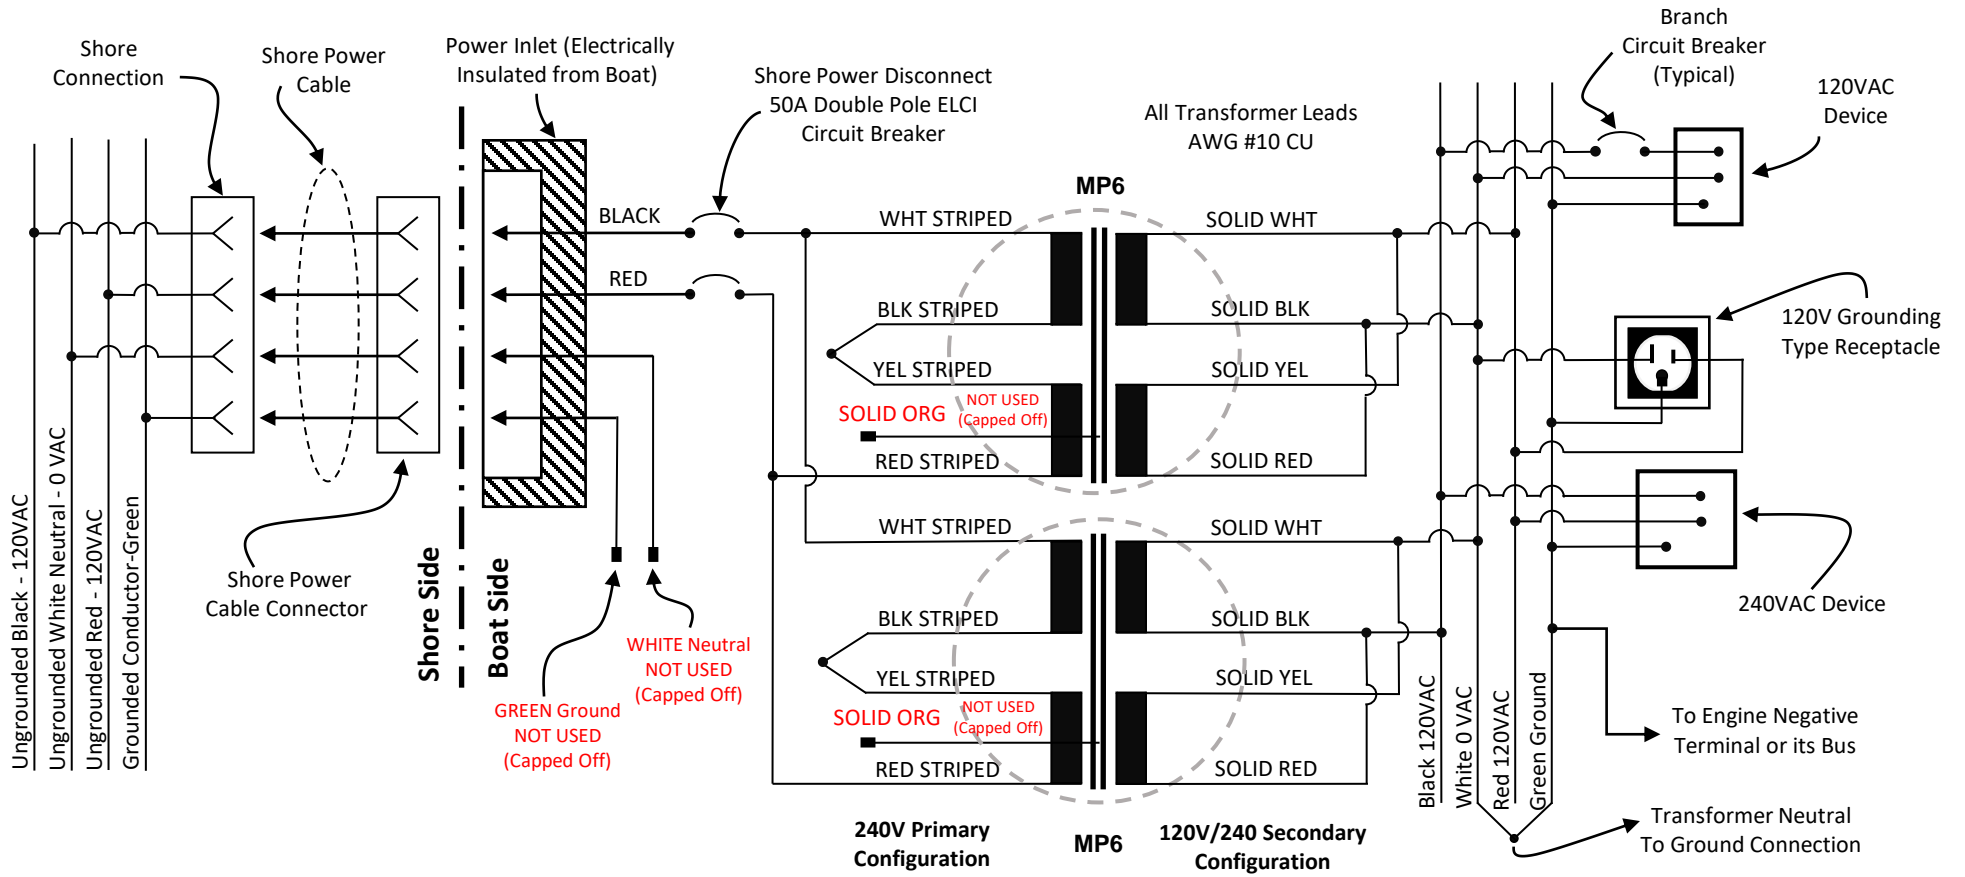 Shore
Connection
Shore Power
Cable
Power Inlet (Electrically
Insulated from Boat)
Shore Power Disconnect
50A Double Pole ELCI
Circuit Breaker
All Transformer Leads
AWG #10 CU
Branch
Circuit Breaker
(Typical)
120VAC
Device
MP6
BLACK
RED
WHT STRIPED
BLK STRIPED
YEL STRIPED
SOLID ORG
NOT USED
(Capped Off)
RED STRIPED
SOLID WHT
SOLID BLK
SOLID YEL
SOLID RED
120V Grounding
Type Receptacle
WHT STRIPED
BLK STRIPED
YEL STRIPED
SOLID ORG
NOT USED
(Capped Off)
RED STRIPED
SOLID WHT
SOLID BLK
SOLID YEL
SOLID RED
240VAC Device
Ungrounded Black - 120VAC
Ungrounded White Neutral - 0 VAC
Ungrounded Red - 120VAC
Grounded Conductor-Green
Shore Power
Cable Connector
Shore Side
Boat Side
GREEN Ground
NOT USED
(Capped Off)
WHITE Neutral
NOT USED
(Capped Off)
Black 120VAC
White 0 VAC
Red 120VAC
Green Ground
To Engine Negative
Terminal or its Bus
Transformer Neutral
To Ground Connection
240V Primary
Configuration
MP6
120V/240 Secondary
Configuration